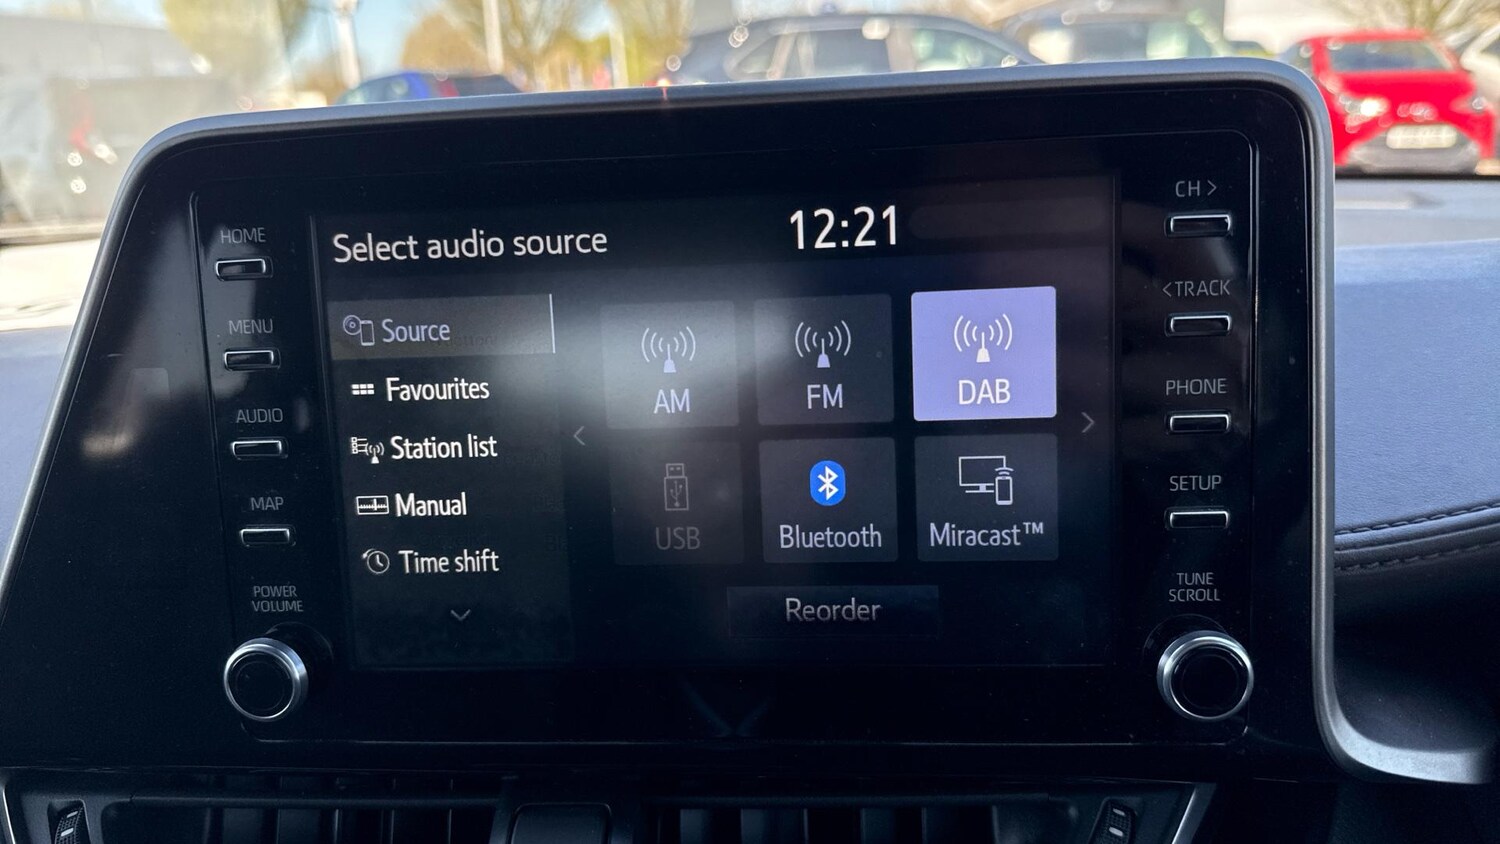 HOME
MENU
AUDIO
MAP
POWER
VOLUME
Select audio source
12:21
Source
Favourites
Station list
Manual
Time shift
AM
FM
DAB
USB
Bluetooth
Miracast™
Reorder
CH >
< TRACK
PHONE
SETUP
TUNE
SCROLL